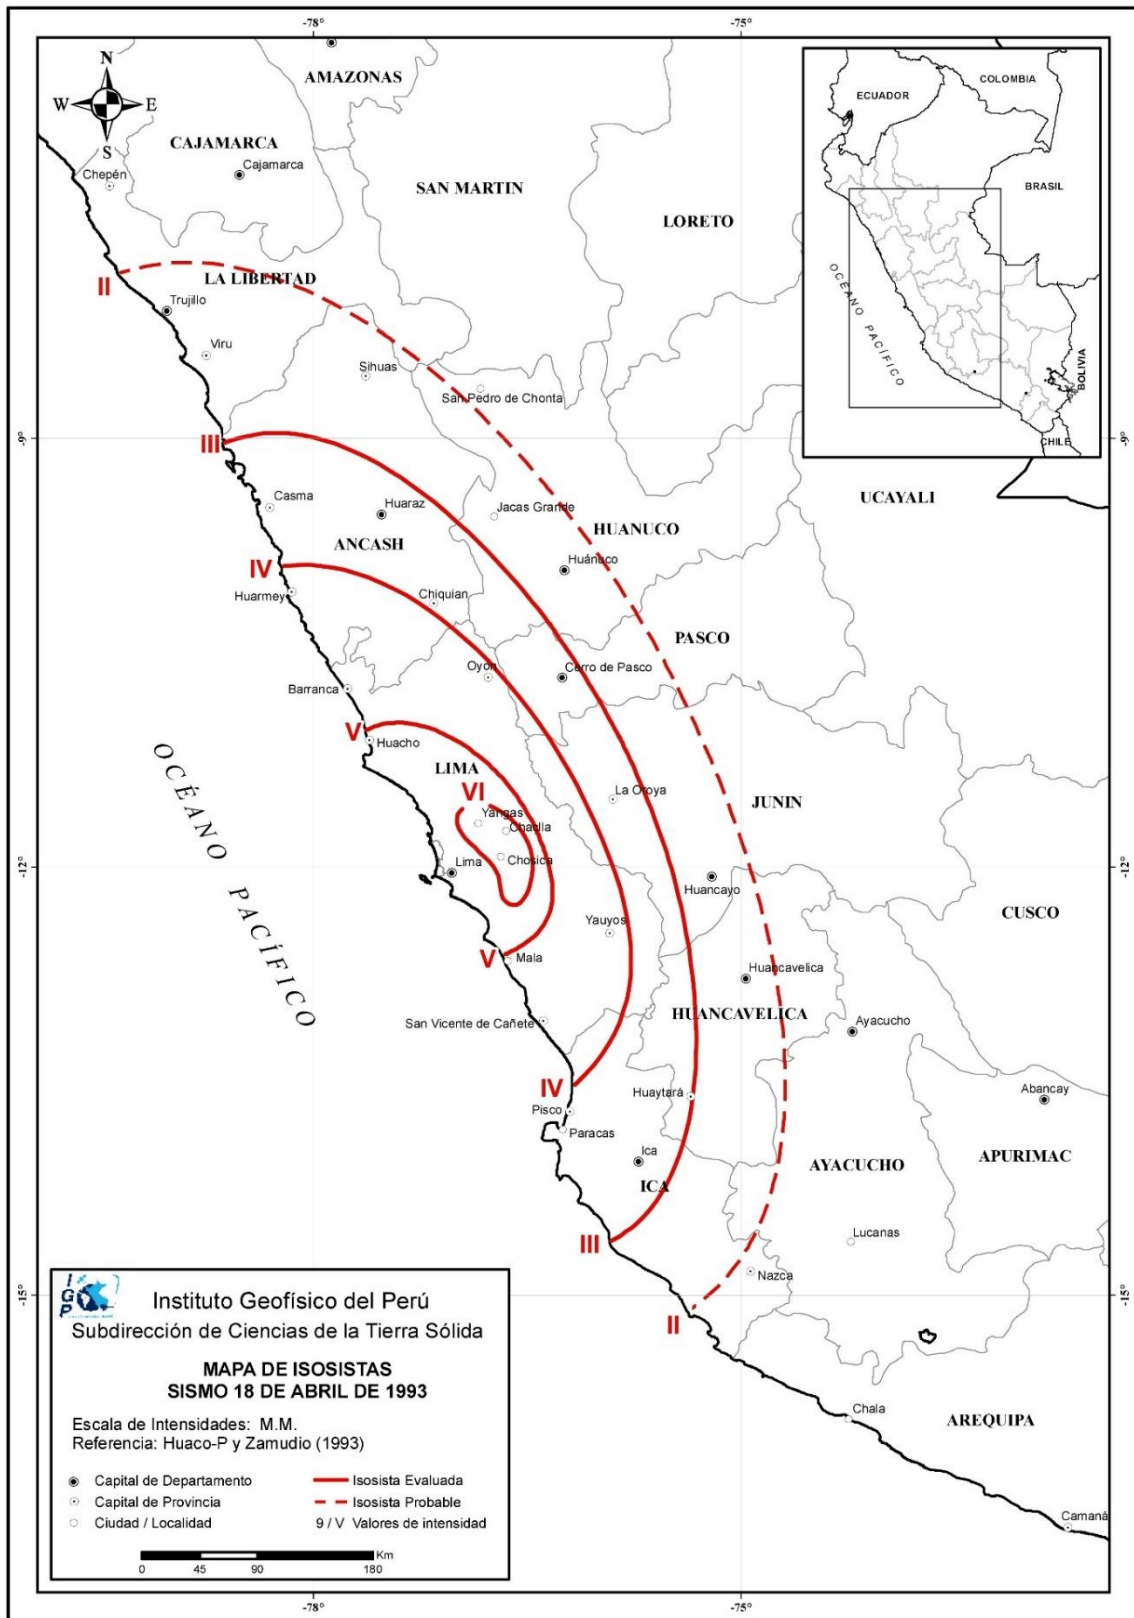 -78°
-75°
N
W
E
S
AMAZONAS
CAJAMARCA
Cajamarca
Chepén
SAN MARTIN
LORETO
COLOMBIA
ECUADOR
BRASIL
OCÉANO PACÍFICO
BOLIVIA
CHILE
II
LA LIBERTAD
Trujillo
Viru
Sihuas
San Pedro de Chonta
-9°
-9°
III
UCAYALI
Casma
Huaraz
Jacas Grande
HUANUCO
ANCASH
Huánuco
IV
Huarmey
Chiquian
PASCO
Oyon
Cerro de Pasco
Barranca
V
Huacho
LIMA
VI
La Oroya
JUNIN
Yangas
Chaclla
Chosica
Lima
-12°
-12°
Huancayo
CUSCO
OCÉANO PACÍFICO
Yauyos
V
Mala
Huancavelica
HUANCAVELICA
San Vicente de Cañete
Ayacucho
IV
Huaytará
Abancay
Pisco
Paracas
Ica
ICA
AYACUCHO
APURIMAC
III
Lucanas
Nazca
-15°
-15°
II
Chala
AREQUIPA
Camaná
IGP
Instituto Geofísico del Perú
Subdirección de Ciencias de la Tierra Sólida
MAPA DE ISOSISTAS
SISMO 18 DE ABRIL DE 1993
Escala de Intensidades: M.M.
Referencia: Huaco-P y Zamudio (1993)
Capital de Departamento
Isosista Evaluada
Capital de Provincia
Isosista Probable
Ciudad / Localidad
9 / V Valores de intensidad
Km
0 45 90 180
-78°
-75°